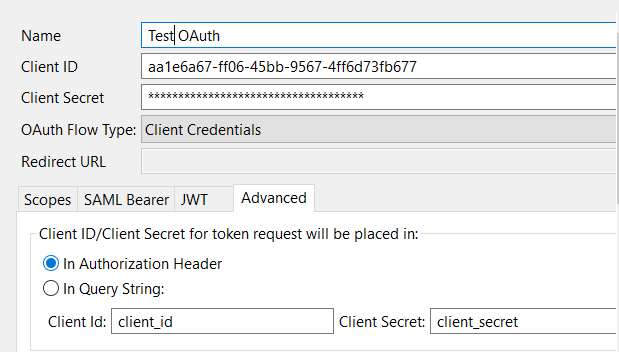 Name Test OAuth
Client ID aa1e6a67-ff06-45bb-9567-4ff6d73fb677
Client Secret ************************************
OAuth Flow Type: Client Credentials
Redirect URL
Scopes SAML Bearer JWT Advanced
Client ID/Client Secret for token request will be placed in:
In Authorization Header
In Query String:
Client Id: client_id Client Secret: client_secret